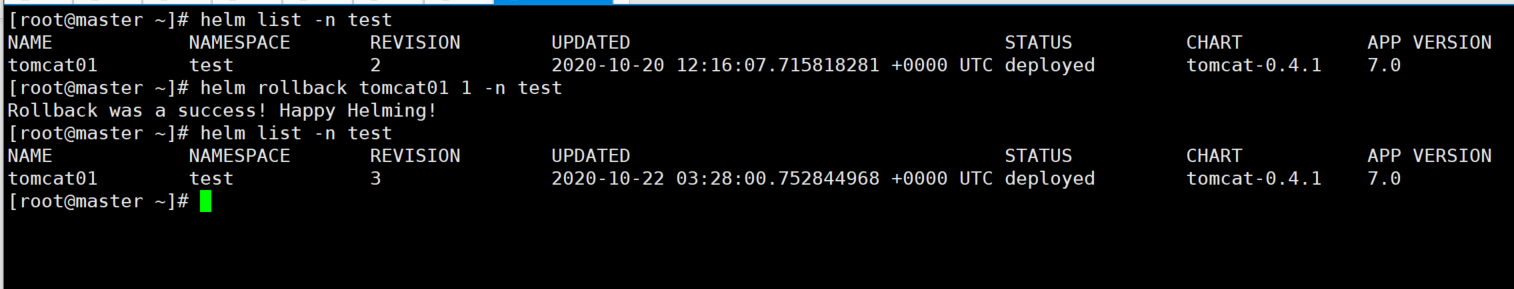 [root@master ~]# helm list -n test
NAME NAMESPACE REVISION UPDATED STATUS CHART APP VERSION
tomcat01 test 2 2020-10-20 12:16:07.715818281 +0000 UTC deployed tomcat-0.4.1 7.0
[root@master ~]# helm rollback tomcat01 1 -n test
Rollback was a success! Happy Helming!
[root@master ~]# helm list -n test
NAME NAMESPACE REVISION UPDATED STATUS CHART APP VERSION
tomcat01 test 3 2020-10-22 03:28:00.752844968 +0000 UTC deployed tomcat-0.4.1 7.0
[root@master ~]#